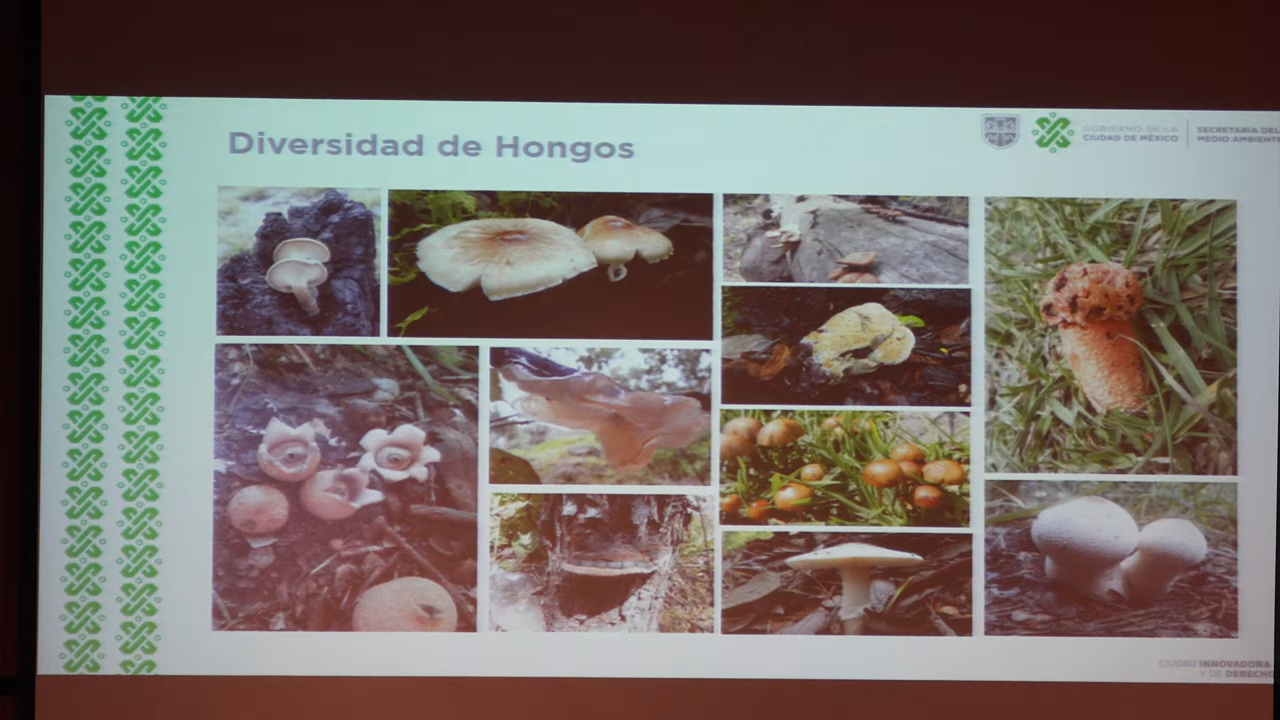 Diversidad de Hongos
GOBIERNO DE LA
CIUDAD DE MÉXICO
SECRETARÍA DEL
MEDIO AMBIENTE
CIUDAD INNOVADORA
Y DE DERECHOS